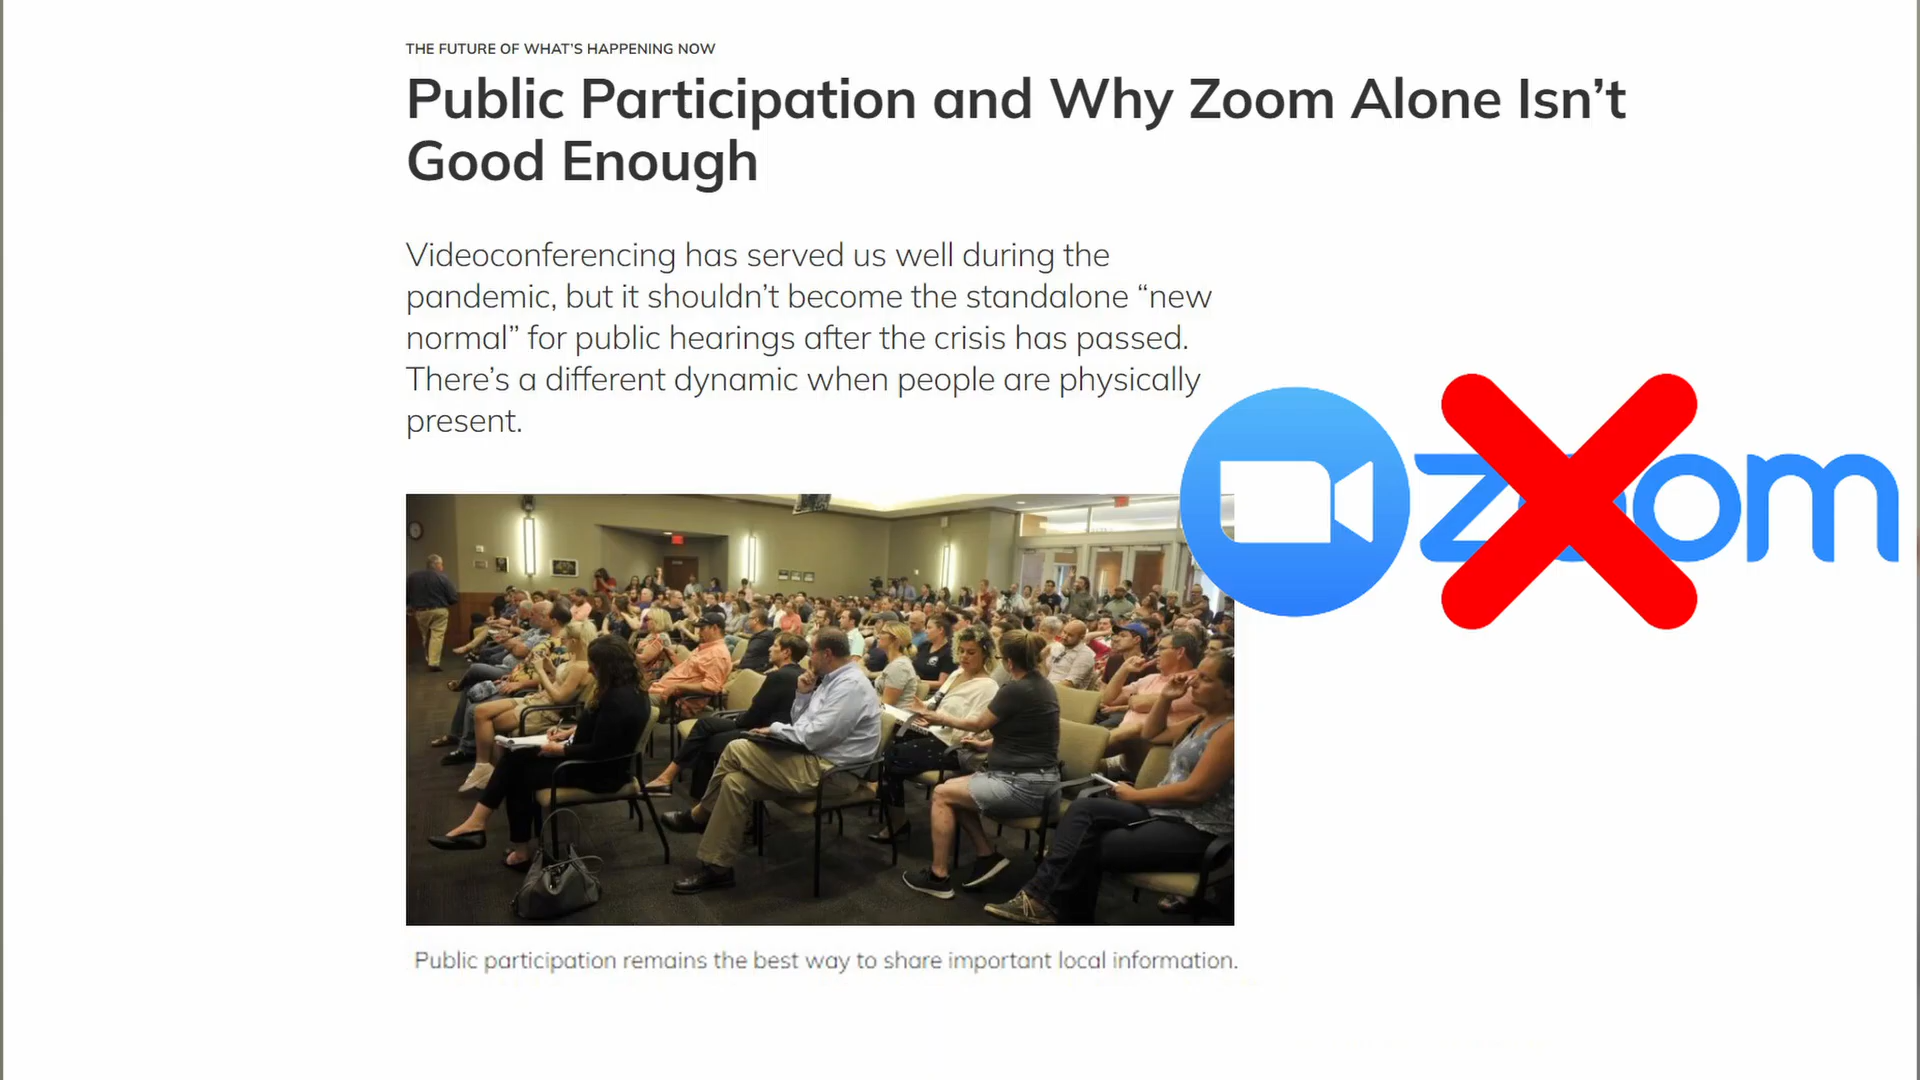 THE FUTURE OF WHAT’S HAPPENING NOW
Public Participation and Why Zoom Alone Isn’t
Good Enough
Videoconferencing has served us well during the
pandemic, but it shouldn’t become the standalone “new
normal” for public hearings after the crisis has passed.
There’s a different dynamic when people are physically
present.
zoom
Public participation remains the best way to share important local information.